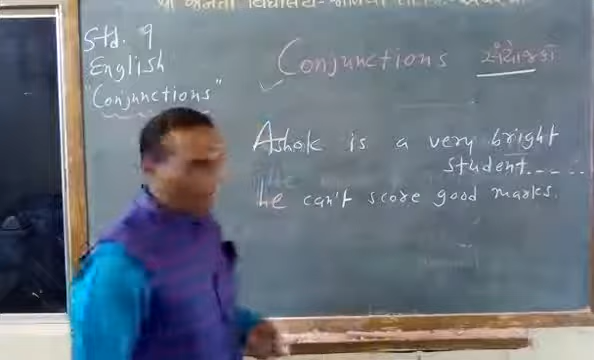 Std. 9
English
"Conjunctions"
Conjunctions સંયોજકો
Ashok is a very bright
student.....
he can't score good marks.